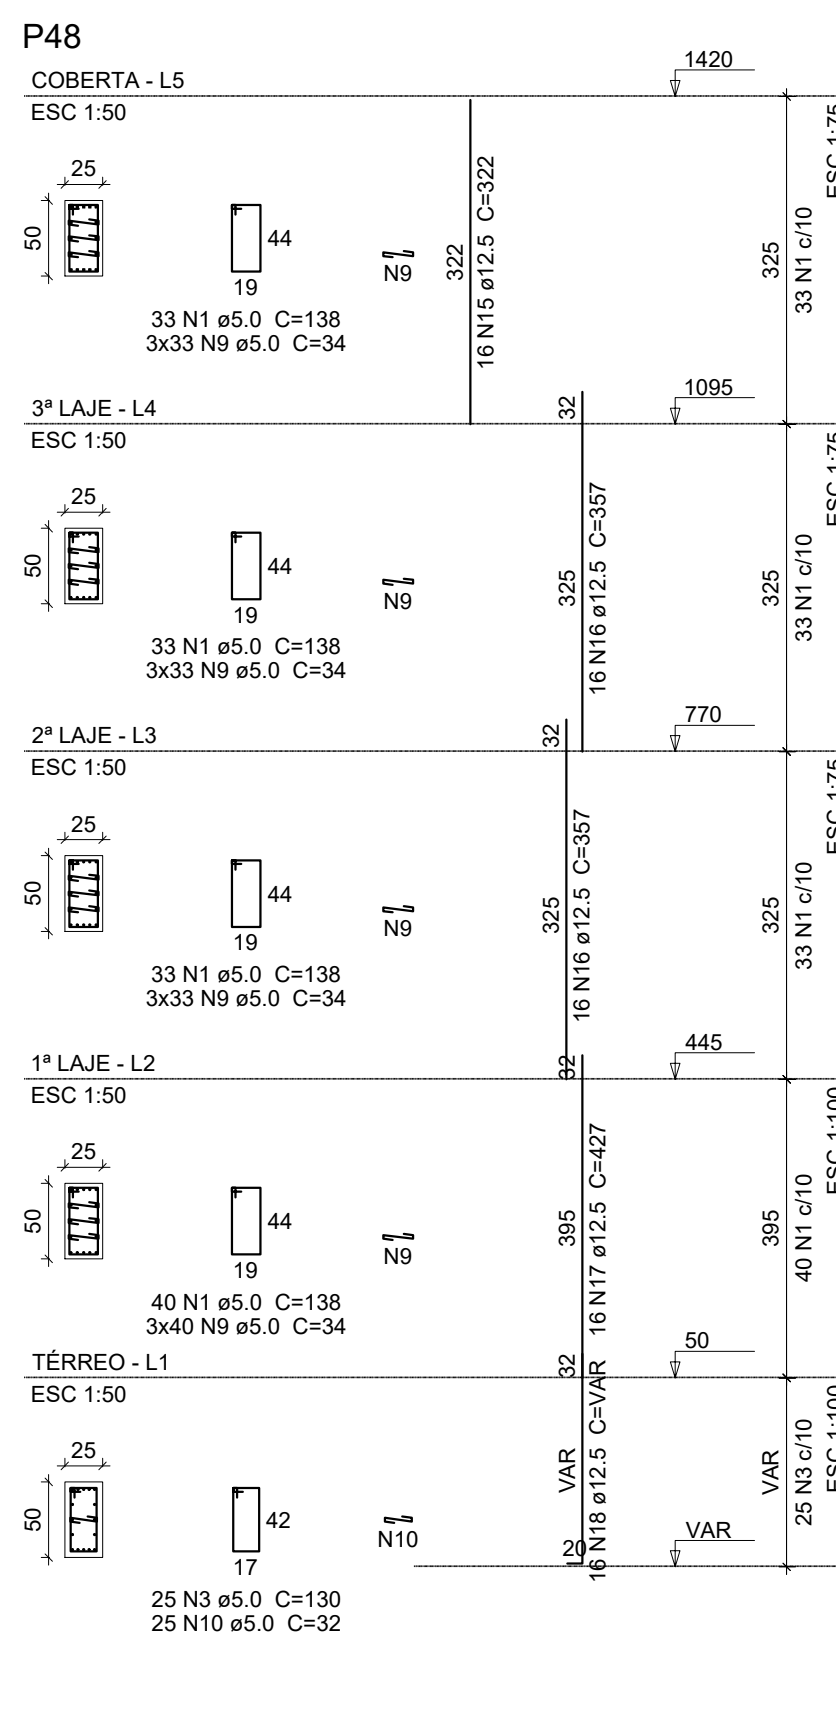 P48
COBERTA - L5
1420
ESC 1:50
ESC 1:75
25
50
44
19
N9
322
16 N15 ø12.5 C=322
325
33 N1 c/10
33 N1 ø5.0 C=138
3x33 N9 ø5.0 C=34
3ª LAJE - L4
32
1095
ESC 1:50
ESC 1:75
25
50
44
19
N9
325
16 N16 ø12.5 C=357
325
33 N1 c/10
33 N1 ø5.0 C=138
3x33 N9 ø5.0 C=34
2ª LAJE - L3
32
770
ESC 1:50
ESC 1:75
25
50
44
19
N9
325
16 N16 ø12.5 C=357
325
33 N1 c/10
33 N1 ø5.0 C=138
3x33 N9 ø5.0 C=34
1ª LAJE - L2
32
445
ESC 1:50
ESC 1:100
25
50
44
19
N9
395
16 N17 ø12.5 C=427
395
40 N1 c/10
40 N1 ø5.0 C=138
3x40 N9 ø5.0 C=34
TÉRREO - L1
32
50
ESC 1:50
ESC 1:100
25
50
42
17
N10
VAR
20
16 N18 ø12.5 C=VAR
VAR
VAR
25 N3 c/10
25 N3 ø5.0 C=130
25 N10 ø5.0 C=32